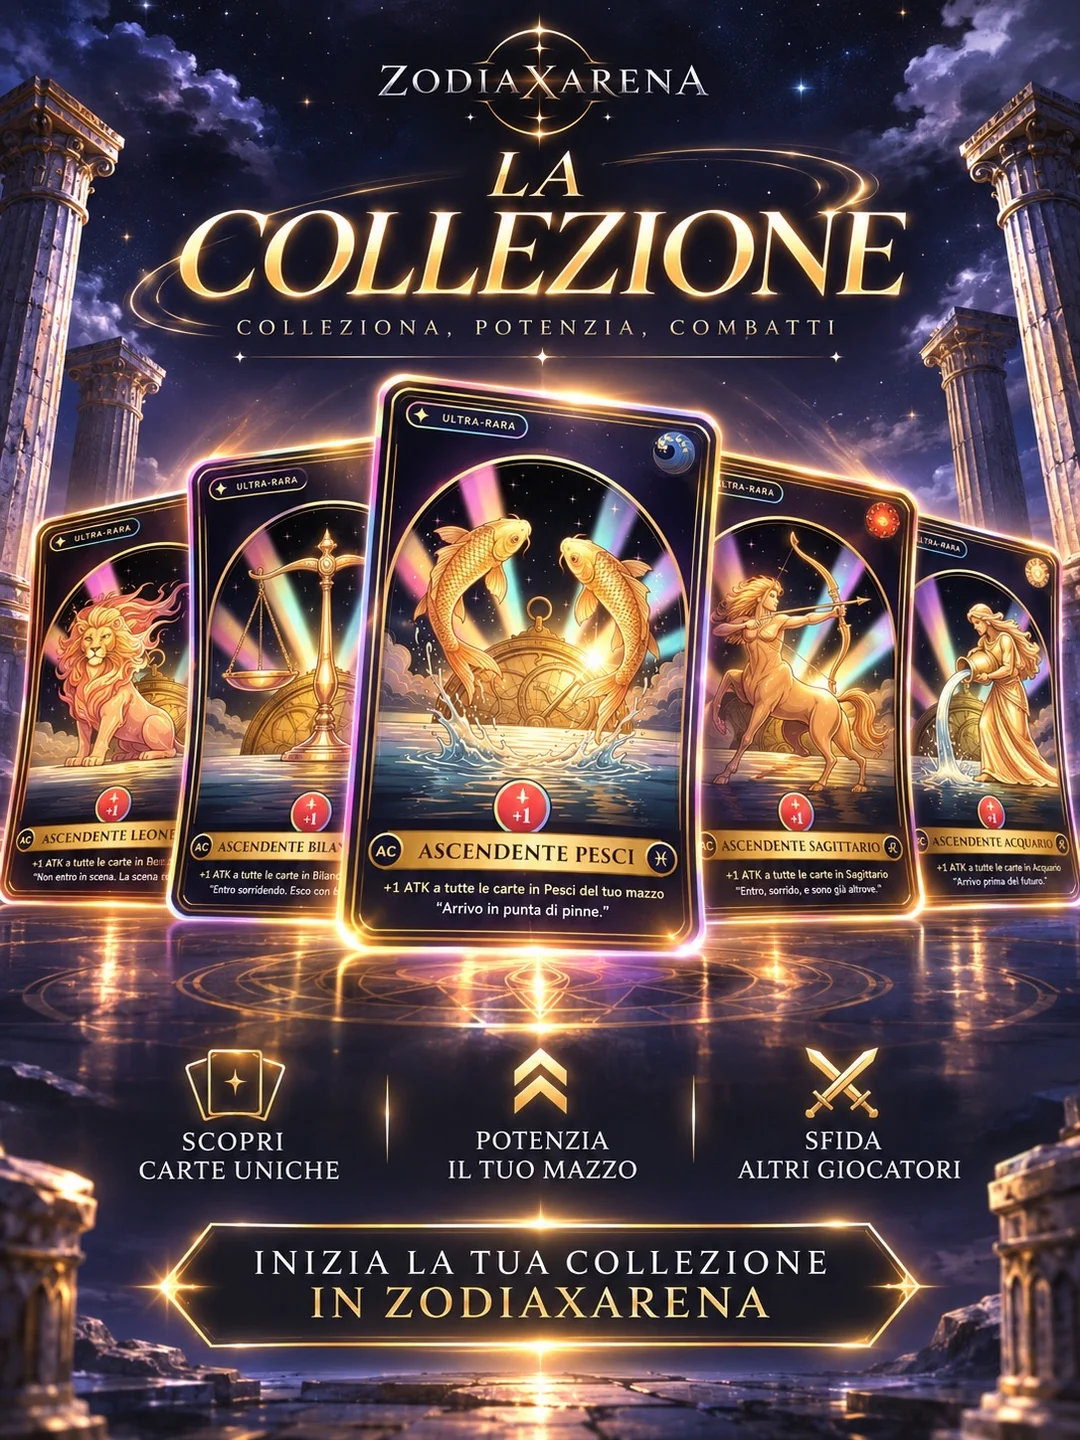 ZODIAXARENA
LA
COLLEZIONE
COLLEZIONA, POTENZIA, COMBATTI
ULTRA-RARA
+1
AC ASCENDENTE LEONE
+1 ATK a tutte le carte in
"Non entro in scena. La scena
ULTRA-RARA
+1
AC ASCENDENTE BILAN
+1 ATK a tutte le carte in Bilanc
"Entro sorridendo. Esco con
ULTRA-RARA
+1
AC ASCENDENTE PESCI ♓
+1 ATK a tutte le carte in Pesci del tuo mazzo
"Arrivo in punta di pinne."
LTRA-RARA
+1
AC ASCENDENTE SAGITTARIO
+1 ATK a tutte le carte in Sagittario
"Entro, sorrido, e sono già altrove."
LTRA-RARA
+1
ASCENDENTE ACQUARIO
+1 ATK a tutte le carte in Acquario
"Arrivo prima del futuro."
SCOPRI
CARTE UNICHE
POTENZIA
IL TUO MAZZO
SFIDA
ALTRI GIOCATORI
INIZIA LA TUA COLLEZIONE
IN ZODIAXARENA